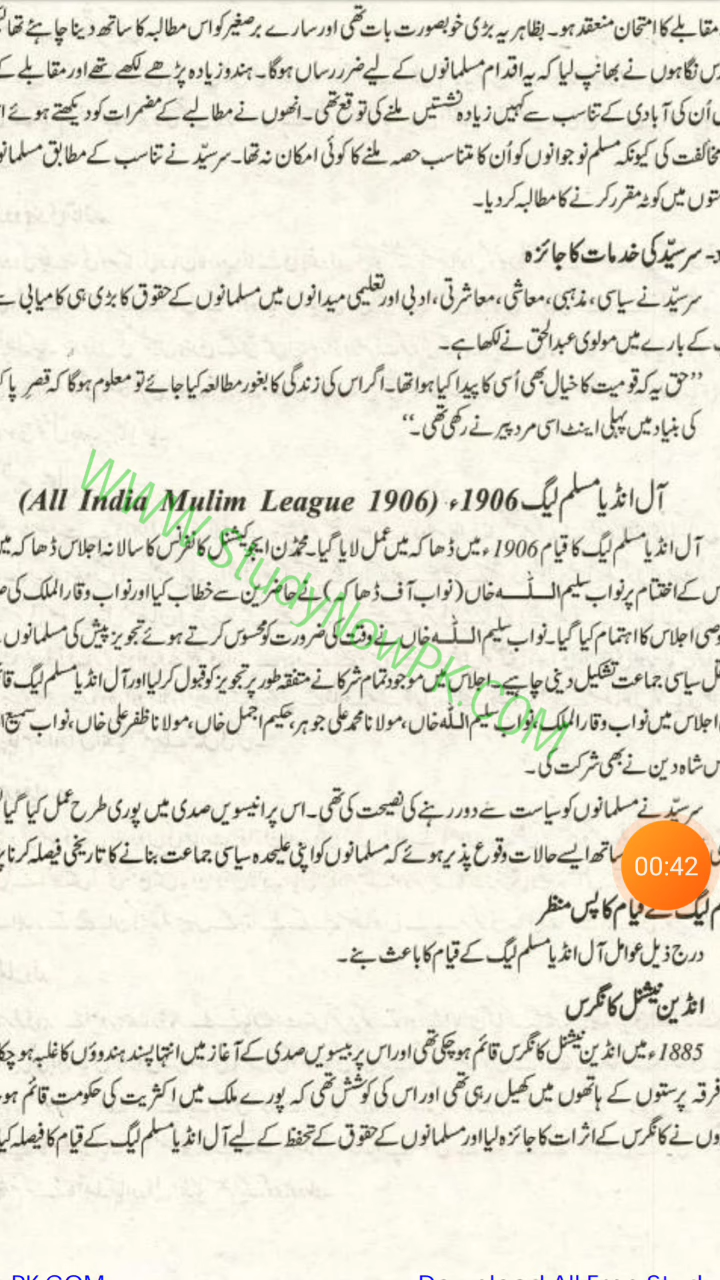 مقابلے کا امتحان منعقد ہو۔ بظاہر یہ بڑی خوبصورت بات تھی اور سارے برصغیر کو اس مطالبہ کا ساتھ دینا چاہئے تھا
رس نگاہوں نے بھانپ لیا کہ یہ اقدام مسلمانوں کے لیے ضرر رساں ہوگا۔ ہندو زیادہ پڑھے لکھے تھے اور مقابلے کے
اُن کی آبادی کے تناسب سے کہیں زیادہ نشستیں ملنے کی توقع تھی۔ انھوں نے مطالبے کے مضمرات کو دیکھتے ہوئے
مخالفت کی کیونکہ مسلم نوجوانوں کو اُن کا متناسب حصہ ملنے کا کوئی امکان نہ تھا۔ سرسیّد نے تناسب کے مطابق
میں کوٹہ مقرر کرنے کا مطالبہ کر دیا۔
د- سرسیّد کی خدمات کا جائزہ
سرسیّد نے سیاسی، مذہبی، معاشی، معاشرتی، ادبی اور تعلیمی میدانوں میں مسلمانوں کے حقوق کا بڑی ہی کامیابی
کے بارے میں مولوی عبدالحق نے لکھا ہے۔
’’حق یہ کہ قومیت کا خیال بھی اُسی کا پیدا کیا ہوا تھا۔ اگر اس کی زندگی کا بغور مطالعہ کیا جائے تو معلوم ہوگا کہ قصرِ
کی بنیاد میں پہلی اینٹ اسی مرد پیر نے رکھی تھی۔‘‘
آل انڈیا مسلم لیگ 1906ء (All India Mulim League 1906)
آل انڈیا مسلم لیگ کا قیام 1906ء میں ڈھاکہ میں عمل لایا گیا۔ محمڈن ایجوکیشنل کانفرنس کا سالانہ اجلاس ڈھاکہ
کے اختتام پر نواب سلیم اللہ خاں (نواب آف ڈھاکہ) نے حاضرین سے خطاب کیا اور نواب وقار الملک کی
اجلاس کا اہتمام کیا گیا۔ نواب سلیم اللہ خاں نے وقت کی ضرورت کو محسوس کرتے ہوئے تجویز پیش کی مسلمانوں
سیاسی جماعت تشکیل دینی چاہیے۔ اجلاس میں موجود تمام شرکا نے متفقہ طور پر تجویز کو قبول کر لیا اور آل انڈیا مسلم لیگ
اجلاس میں نواب وقار الملک، نواب سلیم اللہ خاں، مولانا محمد علی جوہر، حکیم اجمل خاں، مولانا ظفر علی خاں، نواب
شاہ دین نے بھی شرکت کی۔
سرسیّد نے مسلمانوں کو سیاست سے دور رہنے کی نصیحت کی تھی۔ اس پر انیسویں صدی میں پوری طرح عمل کیا گیا
ساتھ ایسے حالات وقوع پذیر ہوئے کہ مسلمانوں کو اپنی علیحدہ سیاسی جماعت بنانے کا تاریخی فیصلہ کرنا
00:42
لیگ کے قیام کا پس منظر
درج ذیل عوامل آل انڈیا مسلم لیگ کے قیام کا باعث بنے۔
انڈین نیشنل کانگرس
1885ء میں انڈین نیشنل کانگرس قائم ہو چکی تھی اور اس پر بیسویں صدی کے آغاز میں انتہا پسند ہندوؤں کا غلبہ ہو چکا
فرقہ پرستوں کے ہاتھوں میں کھیل رہی تھی اور اس کی کوشش تھی کہ پورے ملک میں اکثریت کی حکومت قائم
نے کانگرس کے اثرات کا جائزہ لیا اور مسلمانوں کے حقوق کے تحفظ کے لیے آل انڈیا مسلم لیگ کے قیام کا فیصلہ کیا
WWW.StudyNowPK.COM
PK.COM Download All Free